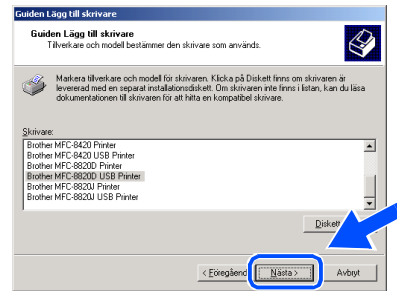 Guiden Lägg till skrivare
Guiden Lägg till skrivare
Tillverkare och modell bestämmer den skrivare som används.
Markera tillverkare och modell för skrivaren. Klicka på Diskett finns om skrivaren är
levererad med en separat installationsdiskett. Om skrivaren inte finns i listan, kan du läsa
dokumentationen till skrivaren för att hitta en kompatibel skrivare.
Skrivare:
Brother MFC-8420 Printer
Brother MFC-8420 USB Printer
Brother MFC-8820D Printer
Brother MFC-8820D USB Printer
Brother MFC-8820J Printer
Brother MFC-8820J USB Printer
Diskett
< Föregåend
Nästa >
Avbryt